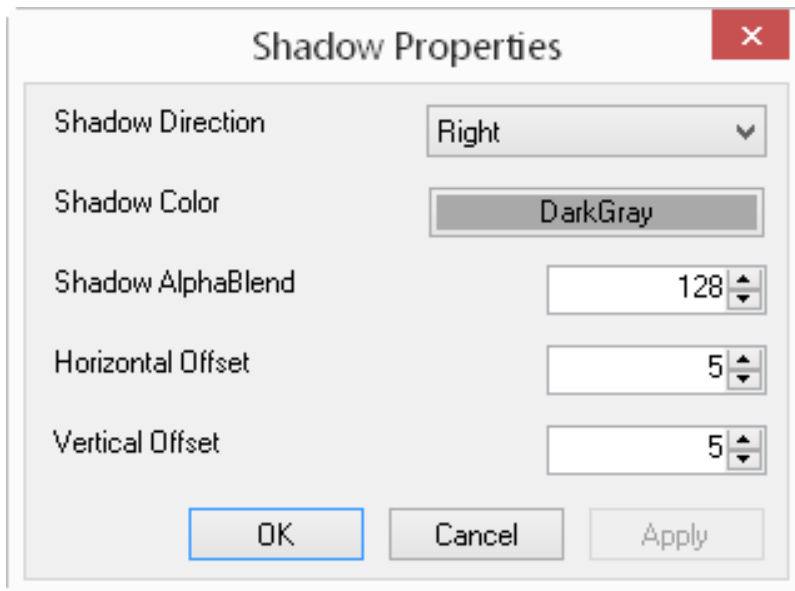 Shadow Properties
Shadow Direction Right
Shadow Color DarkGray
Shadow AlphaBlend 128
Horizontal Offset 5
Vertical Offset 5
OK Cancel Apply